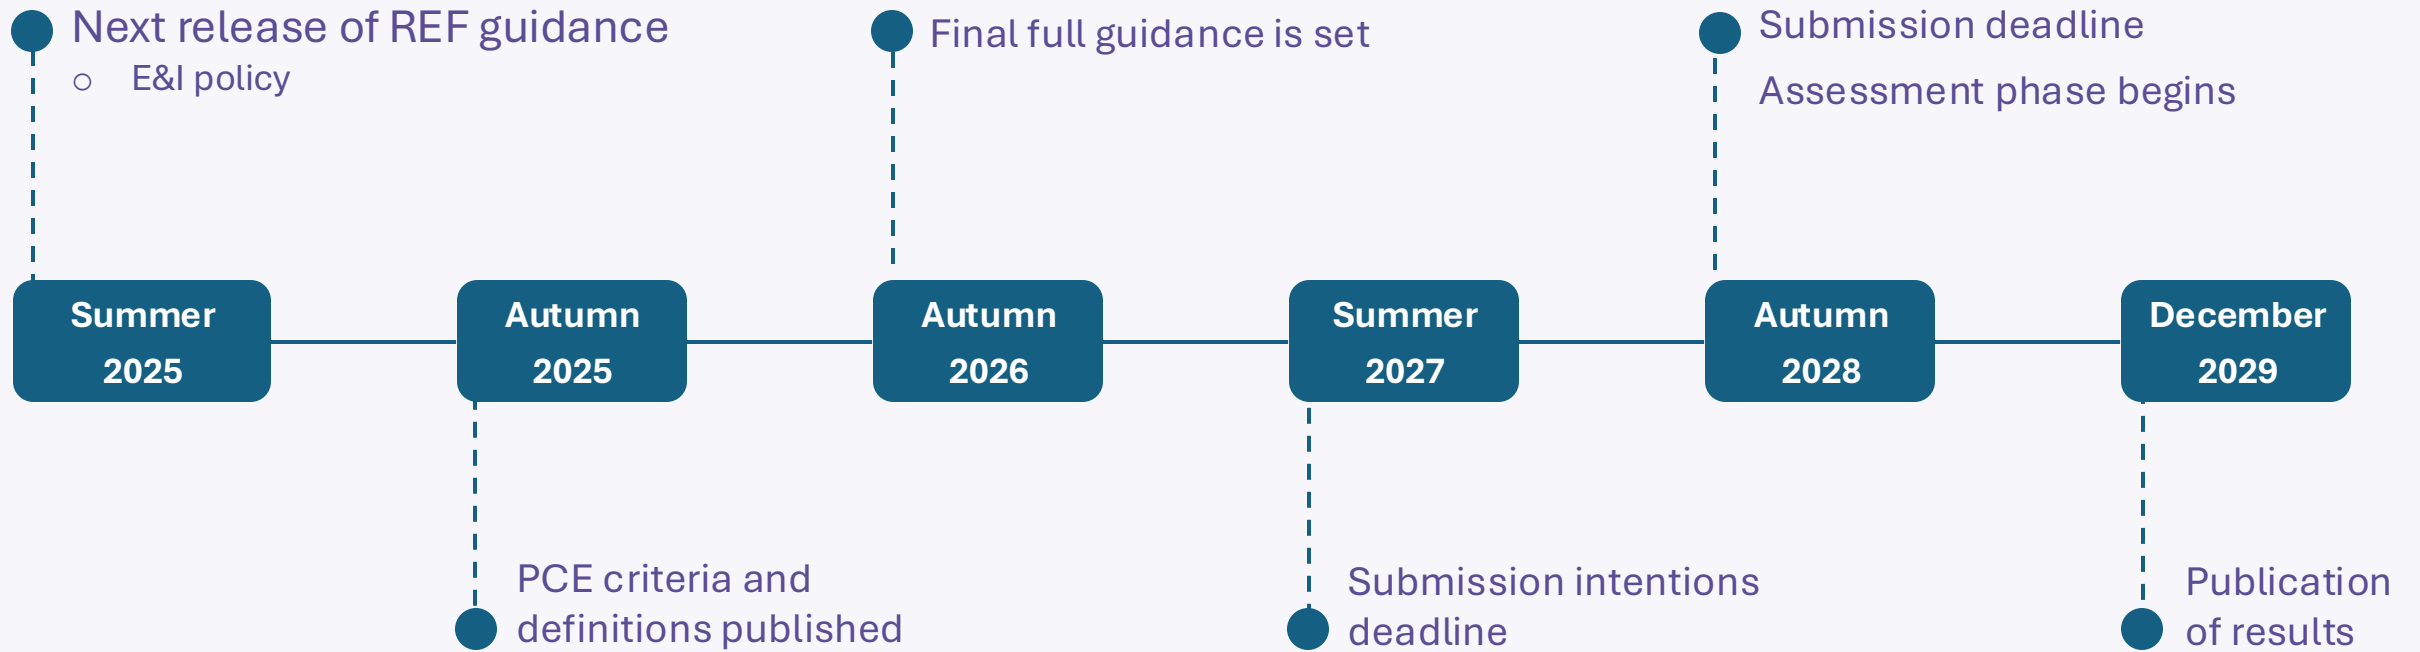 Next release of REF guidance
○ E&I policy
Final full guidance is set
Submission deadline
Assessment phase begins
Summer
2025
Autumn
2025
Autumn
2026
Summer
2027
Autumn
2028
December
2029
PCE criteria and
definitions published
Submission intentions
deadline
Publication
of results